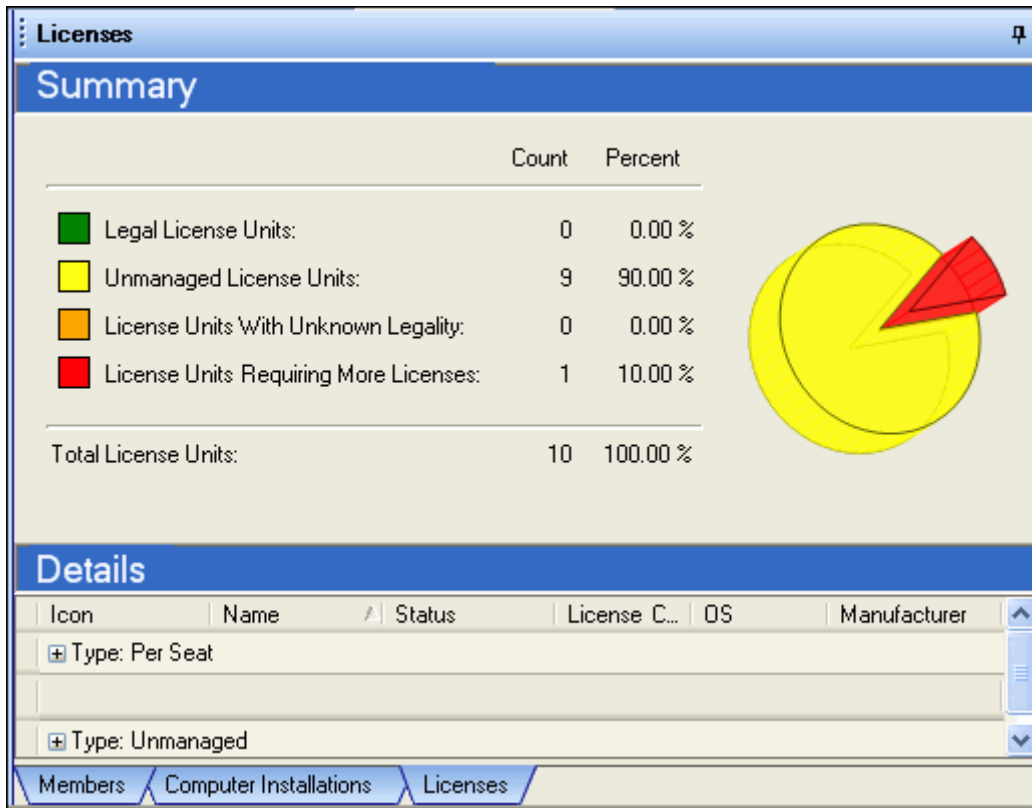 Licenses
Summary
Count Percent
Legal License Units: 0 0.00 %
Unmanaged License Units: 9 90.00 %
License Units With Unknown Legality: 0 0.00 %
License Units Requiring More Licenses: 1 10.00 %
Total License Units: 10 100.00 %
Details
Icon Name Status License C... OS Manufacturer
Type: Per Seat
Type: Unmanaged
Members Computer Installations Licenses